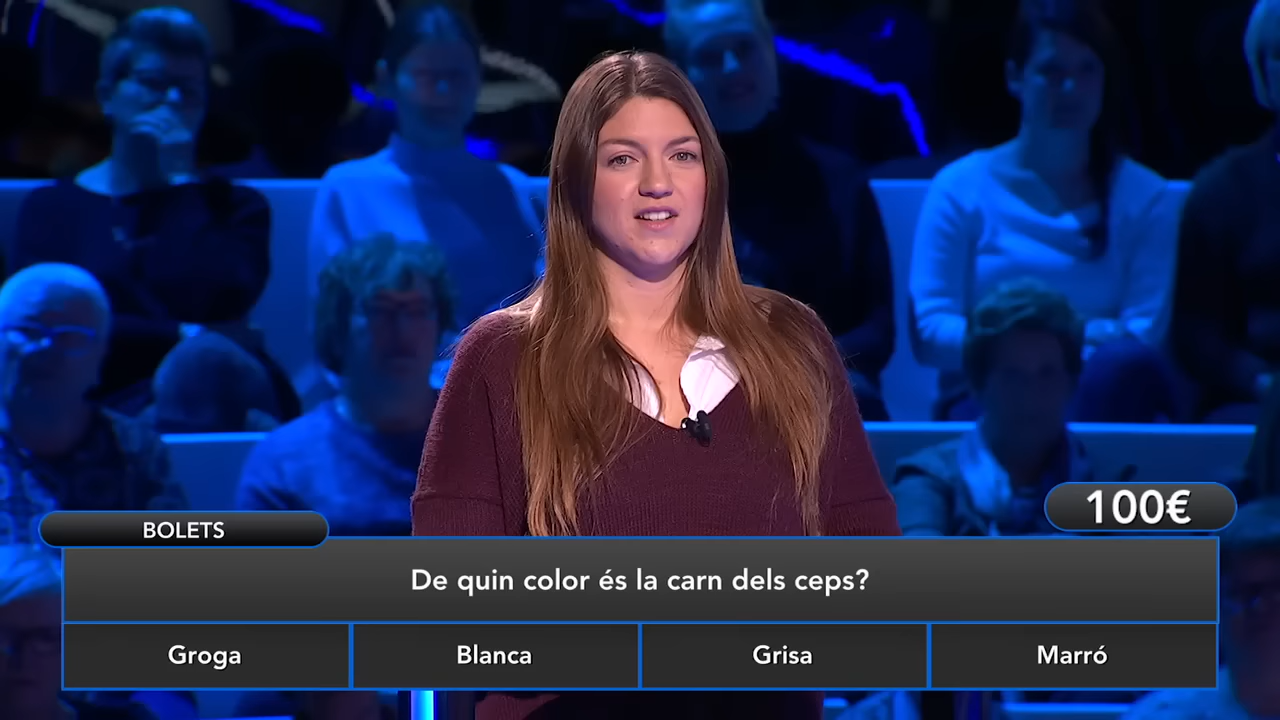 100€
BOLETS
De quin color és la carn dels ceps?
Groga
Blanca
Grisa
Marró